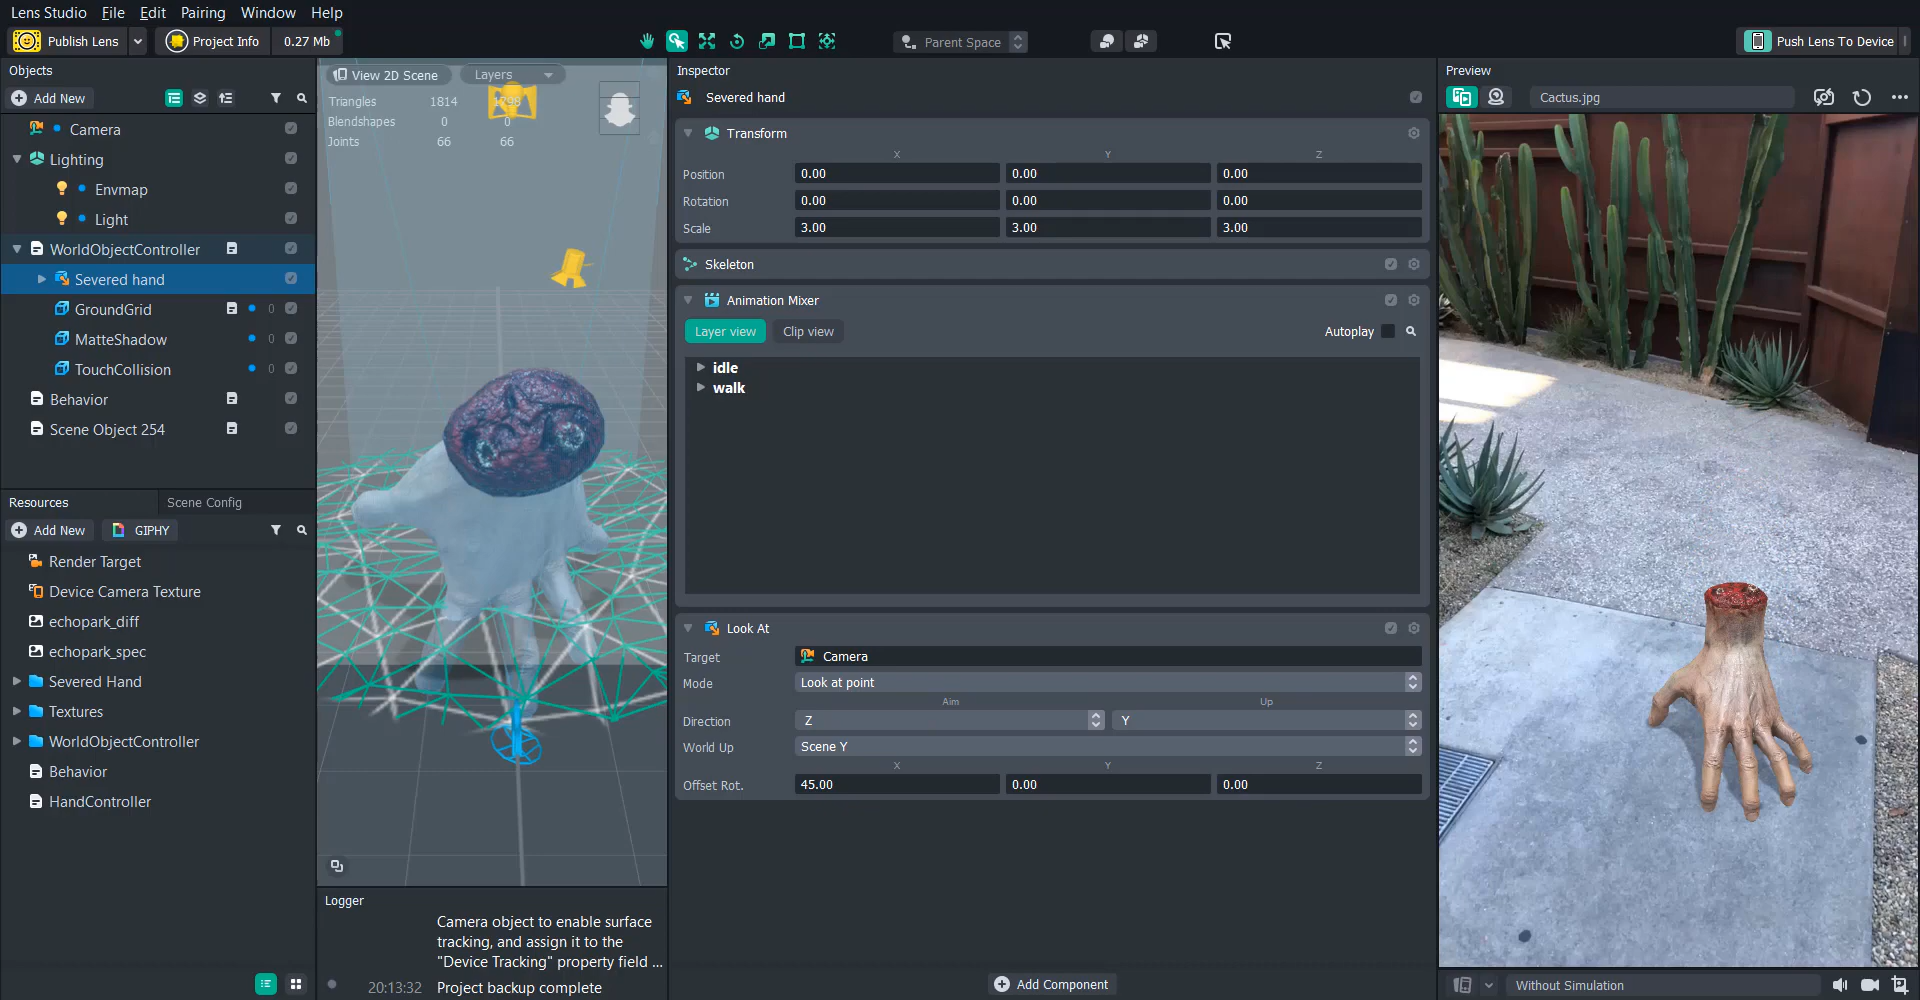 Lens Studio File Edit Pairing Window Help
Publish Lens Project Info 0.27 Mb Parent Space Push Lens To Device
Objects
Add New
Camera
Lighting
Envmap
Light
WorldObjectController
Severed hand
GroundGrid 0
MatteShadow 0
TouchCollision 0
Behavior
Scene Object 254
Resources Scene Config
Add New GIPHY
Render Target
Device Camera Texture
echopark_diff
echopark_spec
Severed Hand
Textures
WorldObjectController
Behavior
HandController
View 2D Scene Layers
Triangles 1814 1798
Blendshapes 0 0
Joints 66 66
Logger
Camera object to enable surface
tracking, and assign it to the
"Device Tracking" property field ...
20:13:32 Project backup complete
Inspector
Severed hand
Transform
X Y Z
Position 0.00 0.00 0.00
Rotation 0.00 0.00 0.00
Scale 3.00 3.00 3.00
Skeleton
Animation Mixer
Layer view Clip view Autoplay
idle
walk
Look At
Target Camera
Mode Look at point
Aim Up
Direction Z Y
World Up Scene Y
X Y Z
Offset Rot. 45.00 0.00 0.00
Add Component
Preview
Cactus.jpg
Without Simulation